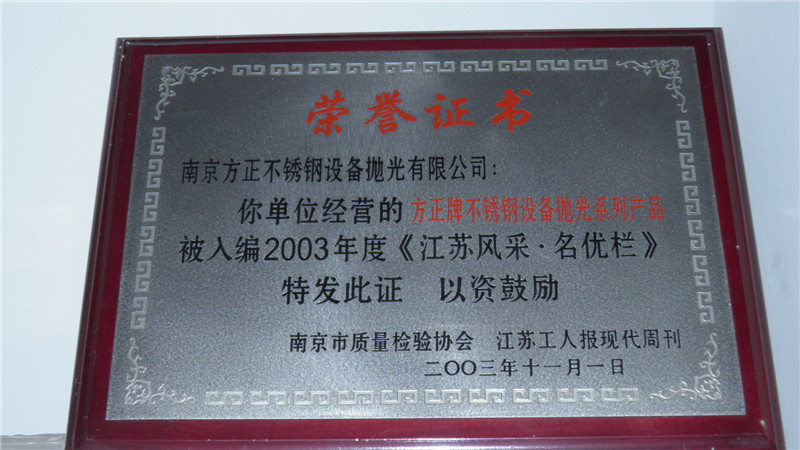 荣誉证书
南京方正不锈钢设备抛光有限公司：
你单位经营的方正牌不锈钢设备抛光系列产品
被入编2003年度《江苏风采·名优栏》
特发此证 以资鼓励
南京市质量检验协会 江苏工人报现代周刊
二〇〇三年十一月一日